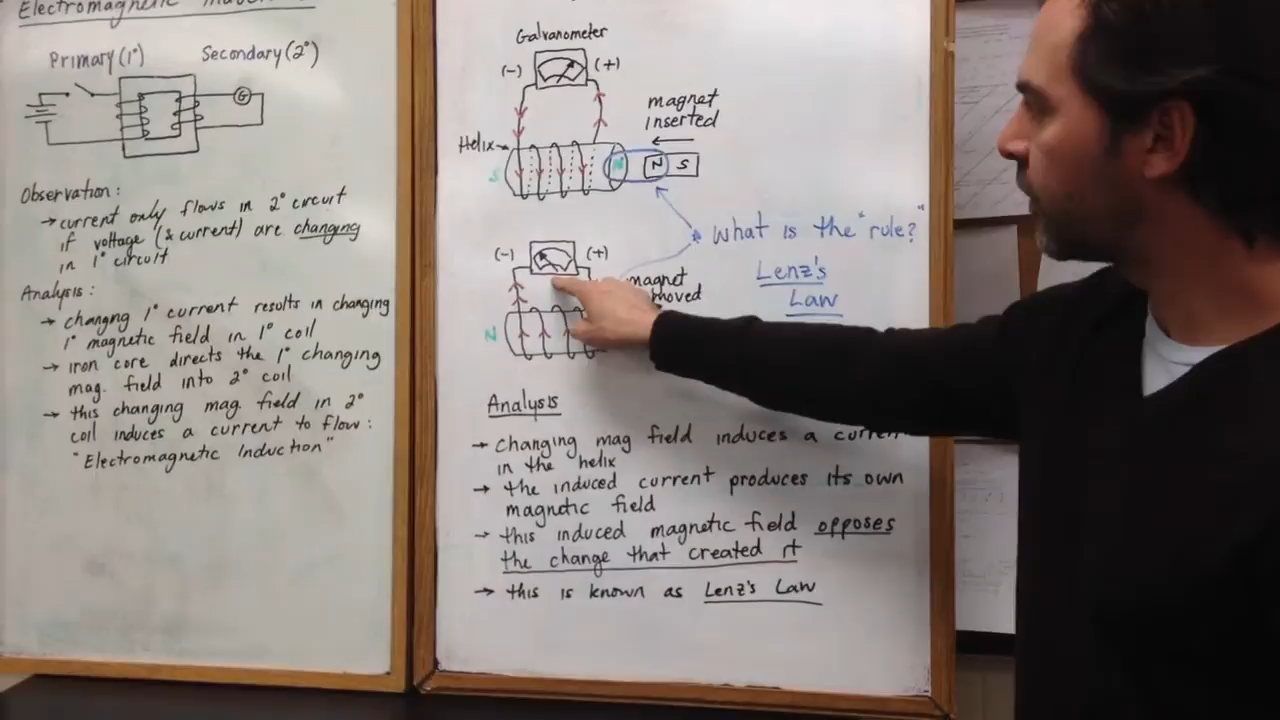 Electromagnetic
Primary (1°)
Secondary (2°)
G
Observation:
→ current only flows in 2° circuit
if voltage (& current) are changing
in 1° circuit
Analysis:
→ changng 1° current results in changing
1° magnetic field in 1° coil
→ iron core directs the 1° changing
mag. field into 2° coil
→ this changing mag. field in 2°
coil induces a current to flow:
"Electromagnetic Induction"
Galvanometer
(-) (+)
magnet
inserted
Helix→
S N N S
* What is the "rule?"
Lenz's
Law
(-) (+)
magnet
moved
N
Analysis
→ changing mag field induces a curren
in the helix
→ the induced current produces its own
magnetic field
→ this induced magnetic field opposes
the change that created it
→ this is known as Lenz's Law